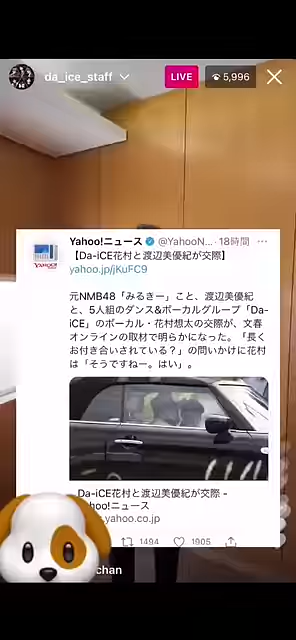 da_ice_staff
LIVE
5,996
Yahoo!ニュース @YahooN...・18時間
【Da-iCE花村と渡辺美優紀が交際】
yahoo.jp/jKuFC9
元NMB48「みるきー」こと、渡辺美優紀
と、5人組のダンス&ボーカルグループ「Da-
iCE」のボーカル・花村想太の交際が、文春
オンラインの取材で明らかになった。「長く
お付き合いされている?」の問いかけに花村
は「そうですねー。はい」。
YAHOO!
Da-iCE花村と渡辺美優紀が交際 -
hoo!ニュース
.yahoo.co.jp
1494
1905
chan